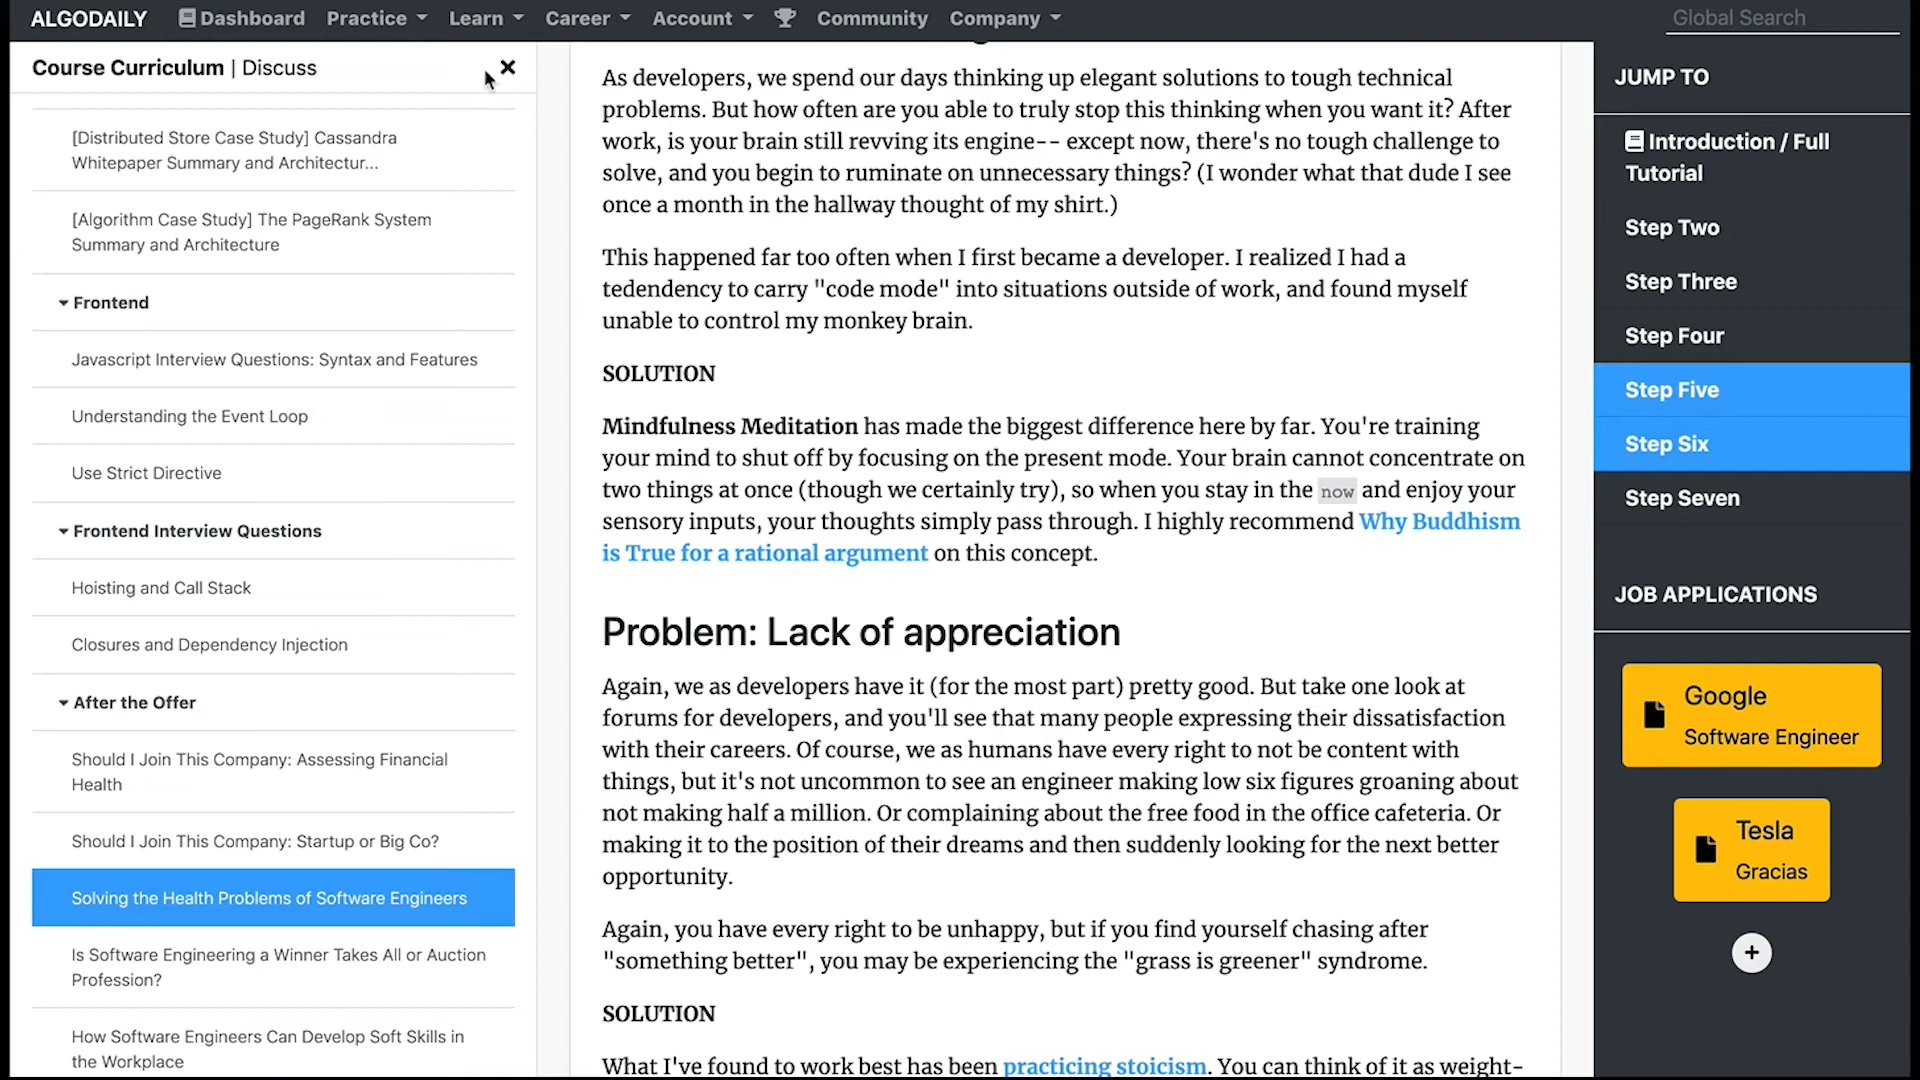 ALGODAILY Dashboard Practice Learn Career Account Community Company Global Search
Course Curriculum | Discuss
[Distributed Store Case Study] Cassandra
Whitepaper Summary and Architectur...
[Algorithm Case Study] The PageRank System
Summary and Architecture
Frontend
Javascript Interview Questions: Syntax and Features
Understanding the Event Loop
Use Strict Directive
Frontend Interview Questions
Hoisting and Call Stack
Closures and Dependency Injection
After the Offer
Should I Join This Company: Assessing Financial
Health
Should I Join This Company: Startup or Big Co?
Solving the Health Problems of Software Engineers
Is Software Engineering a Winner Takes All or Auction
Profession?
How Software Engineers Can Develop Soft Skills in
the Workplace
As developers, we spend our days thinking up elegant solutions to tough technical
problems. But how often are you able to truly stop this thinking when you want it? After
work, is your brain still revving its engine-- except now, there's no tough challenge to
solve, and you begin to ruminate on unnecessary things? (I wonder what that dude I see
once a month in the hallway thought of my shirt.)
This happened far too often when I first became a developer. I realized I had a
tedendency to carry "code mode" into situations outside of work, and found myself
unable to control my monkey brain.
SOLUTION
Mindfulness Meditation has made the biggest difference here by far. You're training
your mind to shut off by focusing on the present mode. Your brain cannot concentrate on
two things at once (though we certainly try), so when you stay in the now and enjoy your
sensory inputs, your thoughts simply pass through. I highly recommend Why Buddhism
is True for a rational argument on this concept.
Problem: Lack of appreciation
Again, we as developers have it (for the most part) pretty good. But take one look at
forums for developers, and you'll see that many people expressing their dissatisfaction
with their careers. Of course, we as humans have every right to not be content with
things, but it's not uncommon to see an engineer making low six figures groaning about
not making half a million. Or complaining about the free food in the office cafeteria. Or
making it to the position of their dreams and then suddenly looking for the next better
opportunity.
Again, you have every right to be unhappy, but if you find yourself chasing after
"something better", you may be experiencing the "grass is greener" syndrome.
SOLUTION
What I've found to work best has been practicing stoicism. You can think of it as weight-
JUMP TO
Introduction / Full
Tutorial
Step Two
Step Three
Step Four
Step Five
Step Six
Step Seven
JOB APPLICATIONS
Google
Software Engineer
Tesla
Gracias